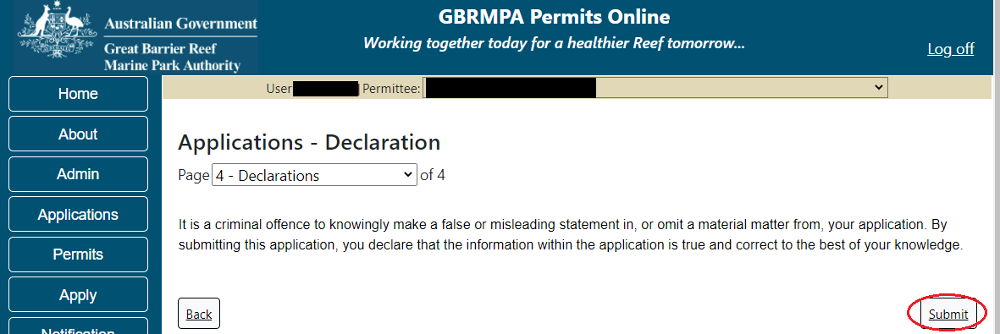 Australian Government
Great Barrier Reef
Marine Park Authority
GBRMPA Permits Online
Working together today for a healthier Reef tomorrow...
Log off
User Permittee:
Home
About
Admin
Applications
Permits
Apply
Notification
Applications - Declaration
Page 4 - Declarations of 4
It is a criminal offence to knowingly make a false or misleading statement in, or omit a material matter from, your application. By
submitting this application, you declare that the information within the application is true and correct to the best of your knowledge.
Back
Submit